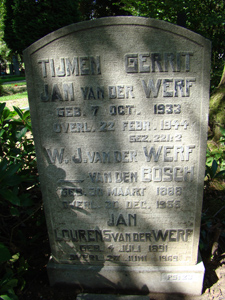 TIJMEN GERRIT
JAN VAN DER WERF
GEB. 7 OCT. 1933
OVERL. 22 FEBR. 1944
W. J. VAN DER WERF
VAN DEN BOSCH
GEB. 30 MAART 1888
OVERL. 30 DEC. 1955
JAN
LOURENS VAN DER WERF
GEB. 4 JULI 1891
OVERL. JUNI 1969